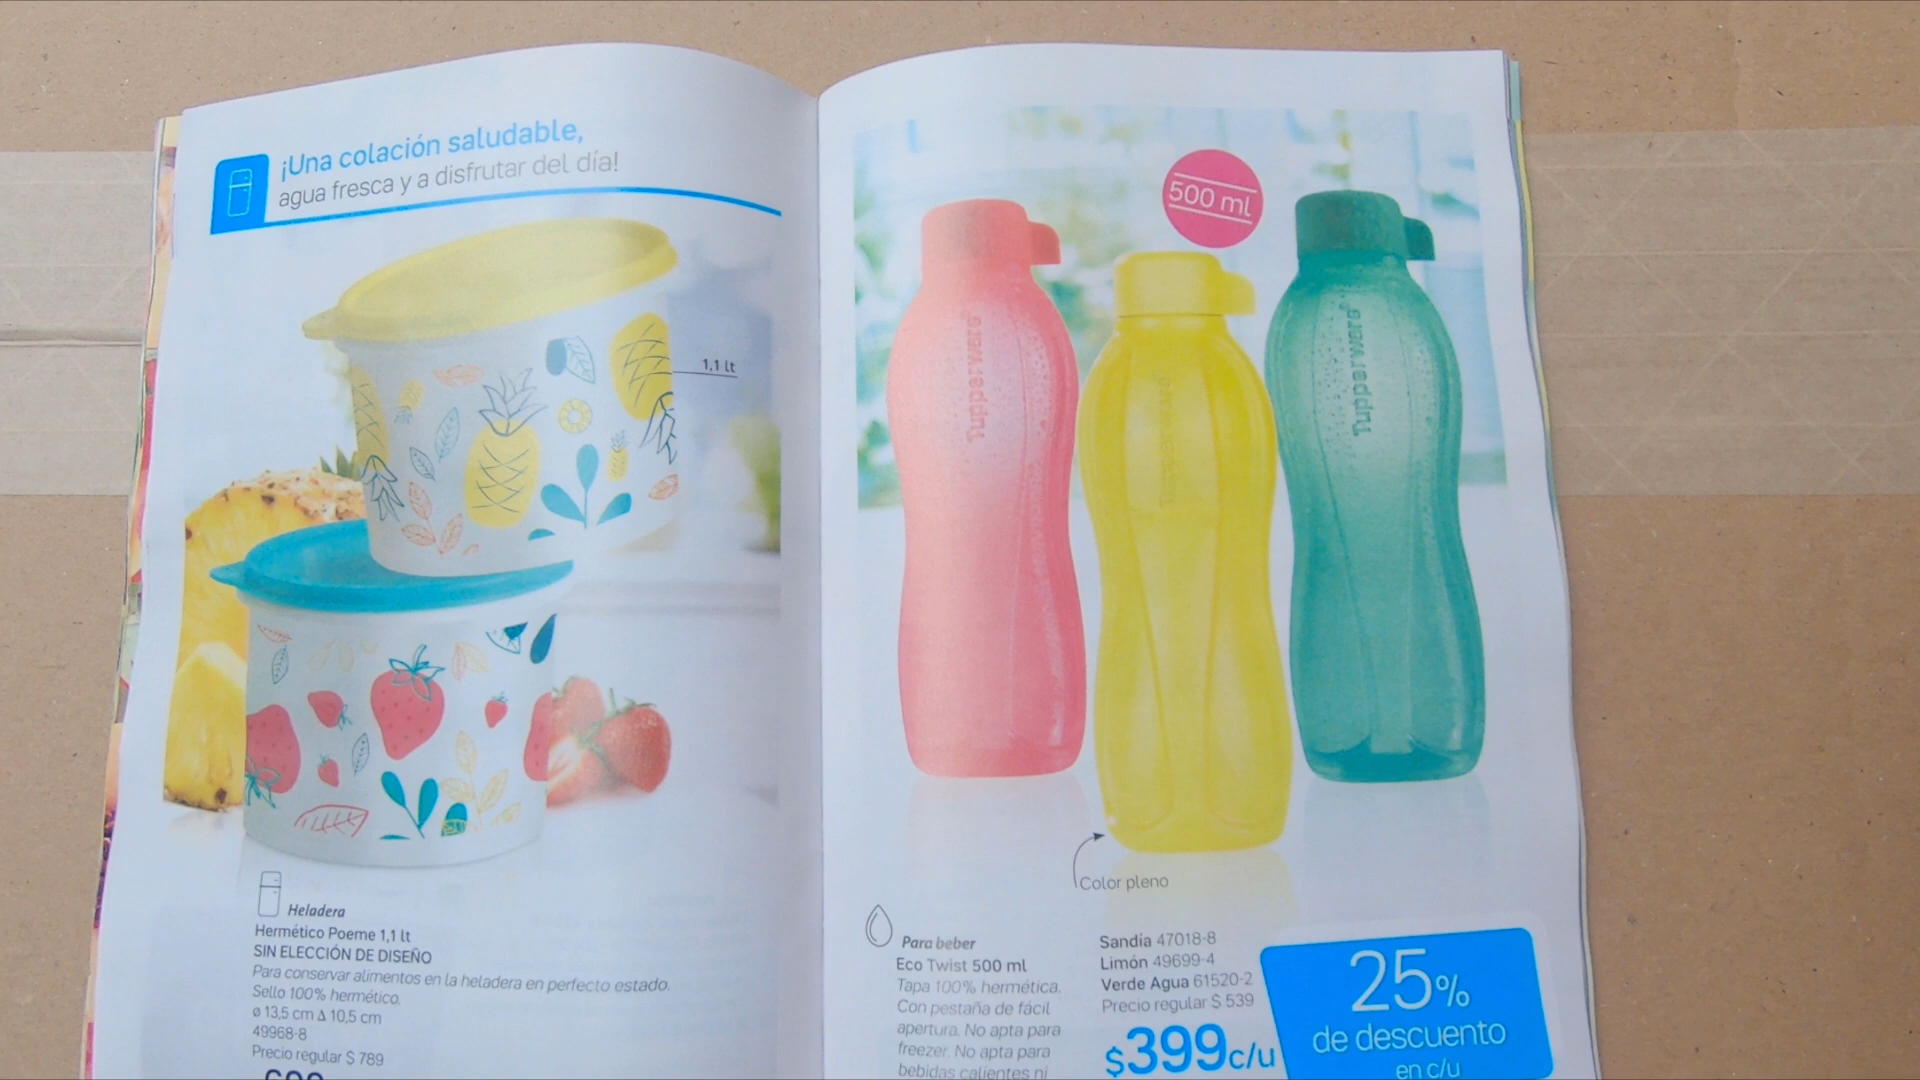 ¡Una colación saludable,
agua fresca y a disfrutar del día!
1,1 lt
Heladera
Hermético Poeme 1,1 lt
SIN ELECCIÓN DE DISEÑO
Para conservar alimentos en la heladera en perfecto estado.
Sello 100% hermético.
ø 13,5 cm Δ 10,5 cm
49968-8
Precio regular $ 789
500 ml
Tupperware
Tupperware
Tupperware
Color pleno
Para beber
Eco Twist 500 ml
Tapa 100% hermética.
Con pestaña de fácil
apertura. No apta para
freezer. No apta para
bebidas calientes ni
Sandía 47018-8
Limón 49699-4
Verde Agua 61520-2
Precio regular $ 539
$399c/u
25%
de descuento
en c/u